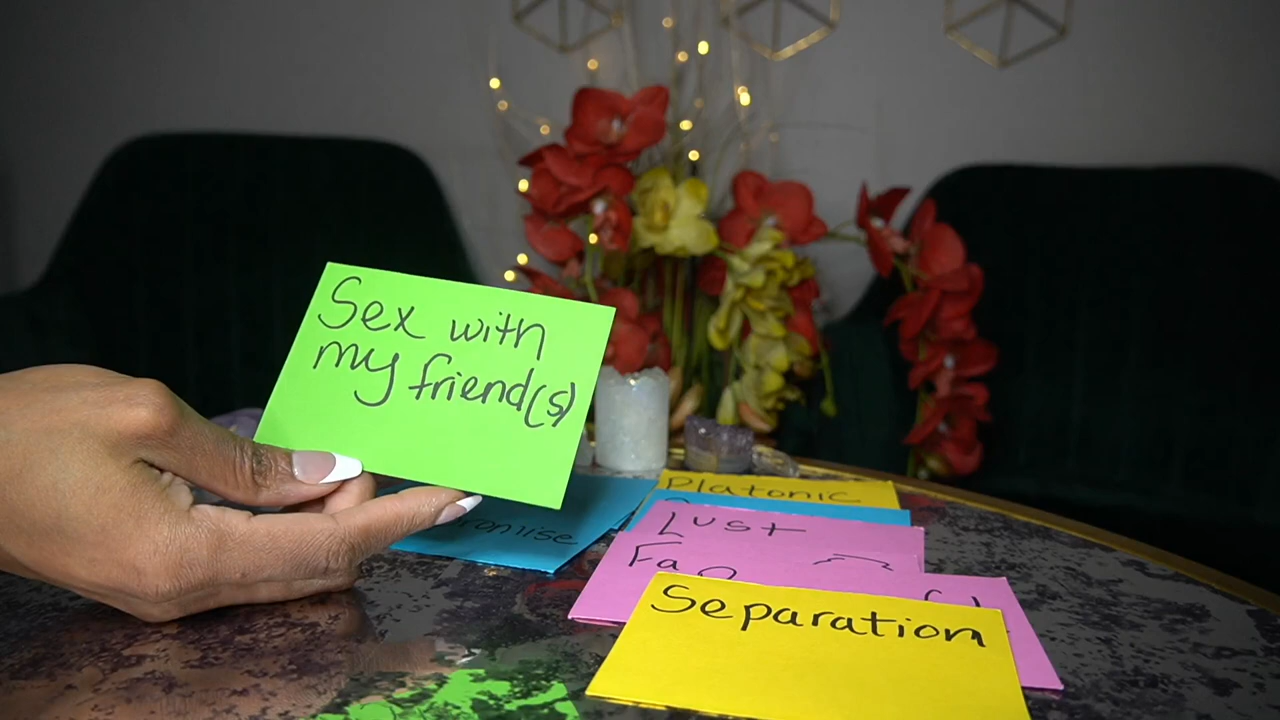 Sex with
my friend(s)
Platonic
Lust
Separation